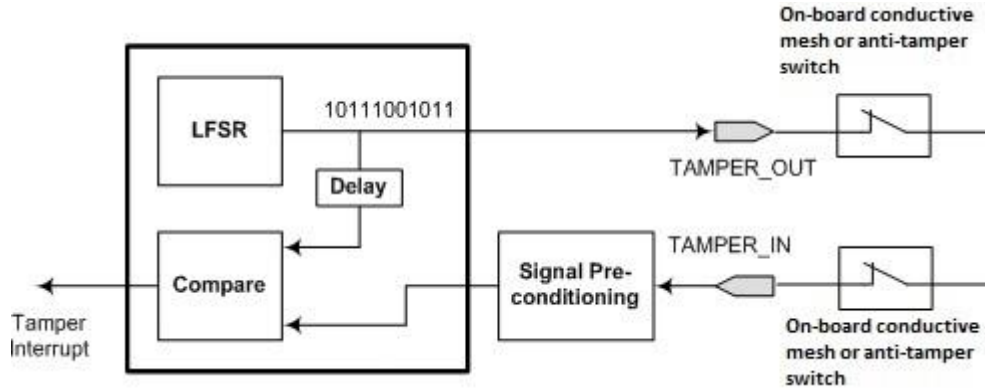 On-board conductive
mesh or anti-tamper
switch
10111001011
LFSR
TAMPER_OUT
Delay
TAMPER_IN
Compare
Signal Pre-
conditioning
Tamper
Interrupt
On-board conductive
mesh or anti-tamper
switch